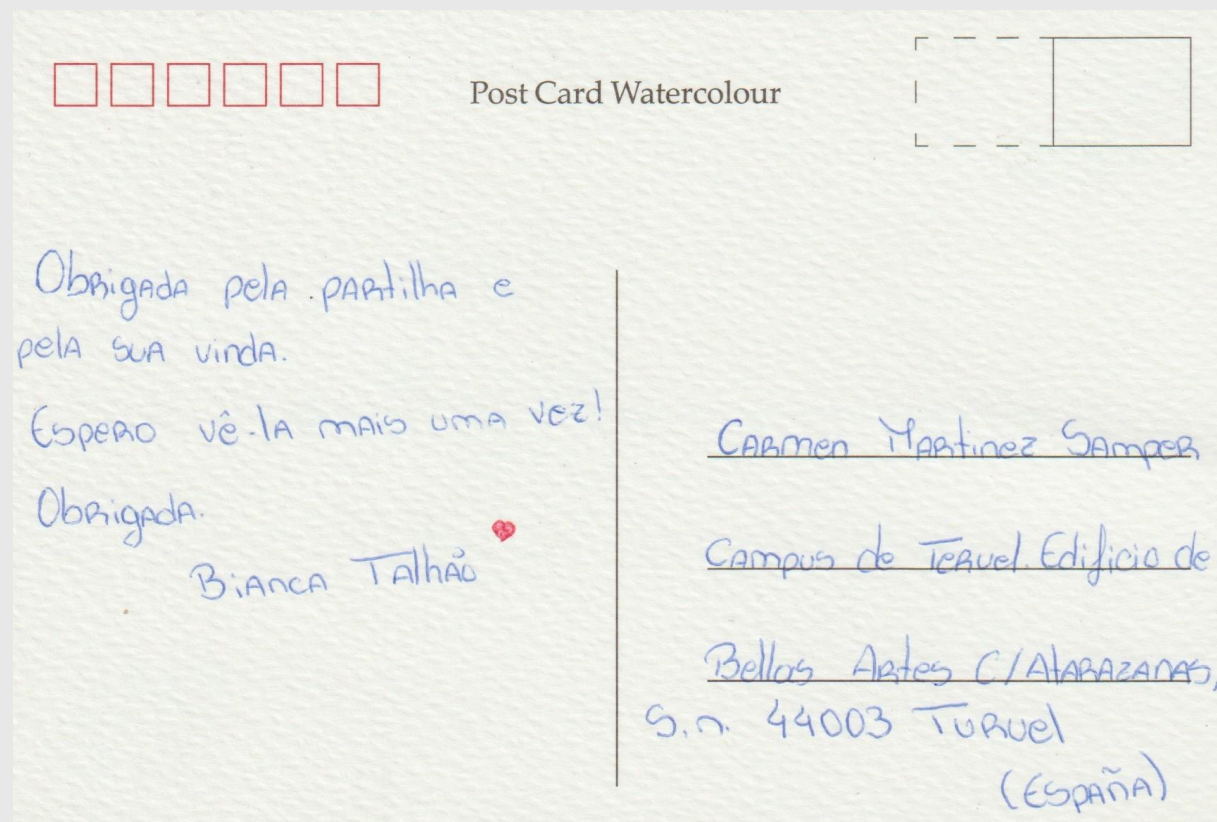 Post Card Watercolour
Obrigada pela partilha e
pela sua vinda.
Espero vê-la mais uma vez!
Obrigada.
Bianca Talhão
Carmen Martinez Samper
Campus de Teruel. Edificio de
Bellas Artes C/Atarazanas,
S.n. 44003 Turuel
(España)